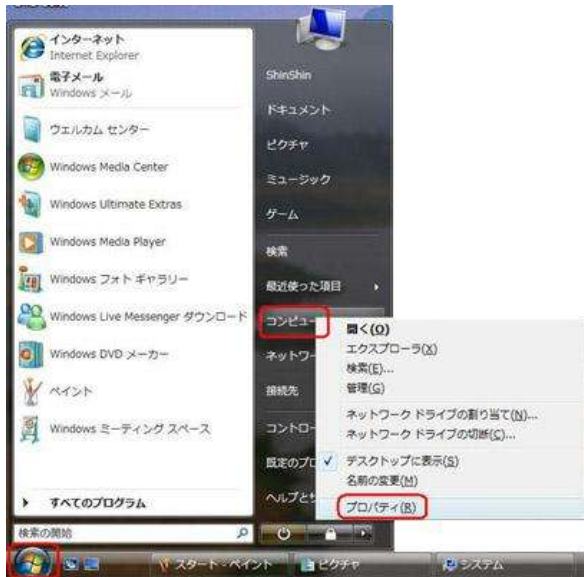 インターネット
Internet Explorer
電子メール
Windows メール
ウェルカム センター
Windows Media Center
Windows Ultimate Extras
Windows Media Player
Windows フォト ギャラリー
Windows Live Messenger ダウンロード
Windows DVD メーカー
ペイント
Windows ミーティング スペース
すべてのプログラム
検索の開始
ShinShin
ドキュメント
ピクチャ
ミュージック
ゲーム
検索
最近使った項目
コンピュー
ネットワー
接続先
コントロー
既定のプロ
ヘルプとサ
開く(O)
エクスプローラ(X)
検索(E)...
管理(G)
ネットワーク ドライブの割り当て(N)...
ネットワーク ドライブの切断(C)...
デスクトップに表示(S)
名前の変更(M)
プロパティ(R)
スタート - ペイント
ピクチャ
システム